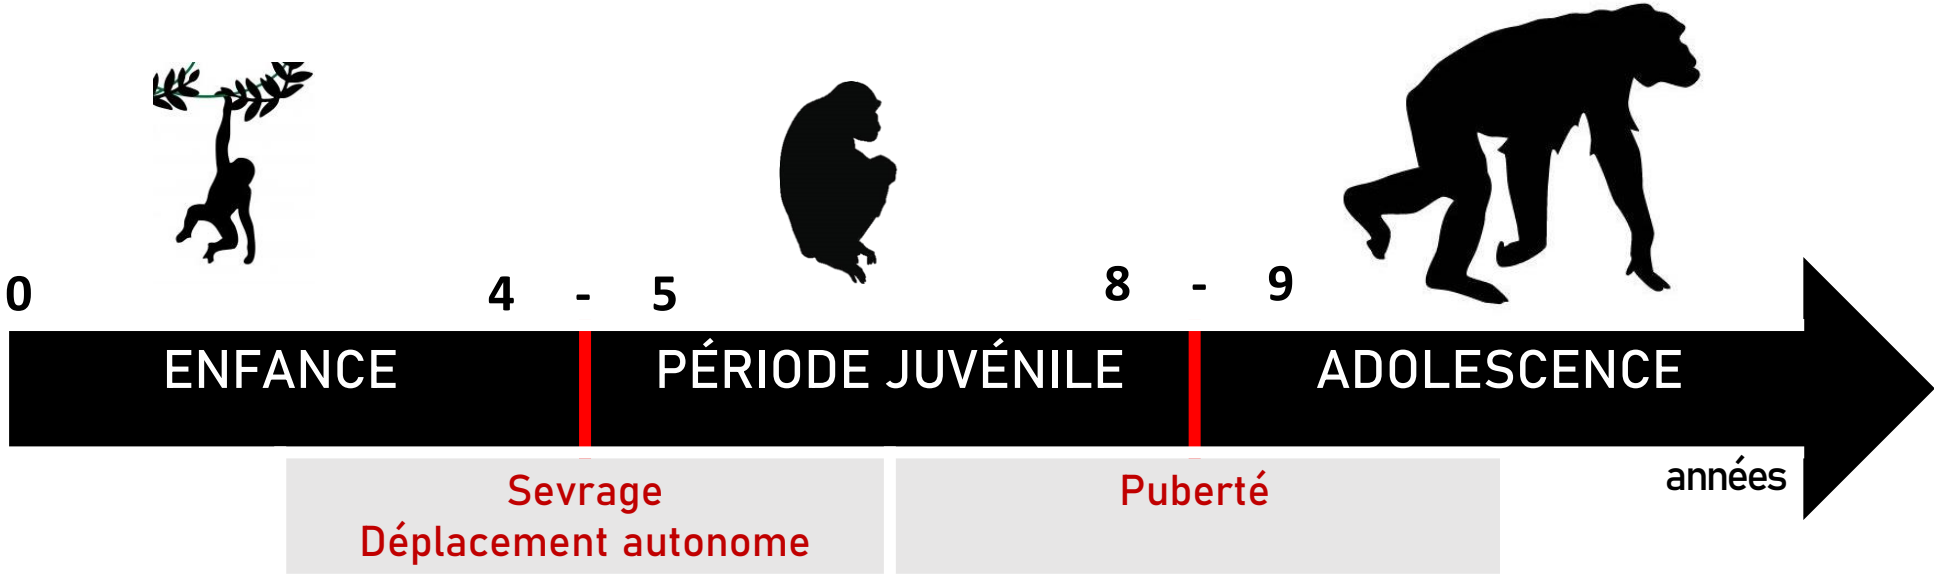 0 4 - 5 8 - 9
ENFANCE PÉRIODE JUVÉNILE ADOLESCENCE
années
Sevrage
Déplacement autonome
Puberté